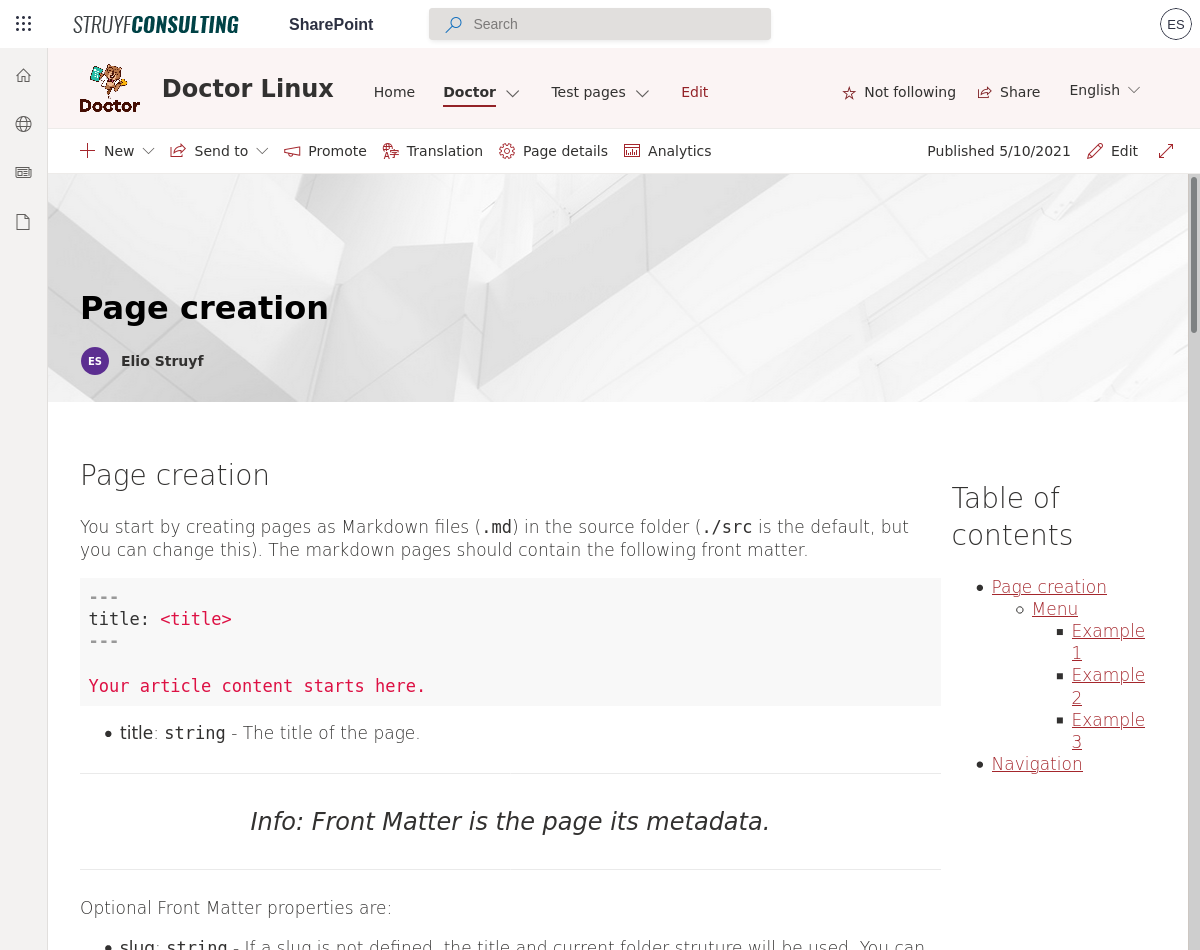 STRUYFCONSULTING SharePoint Search ES
Doctor Doctor Linux Home Doctor Test pages Edit Not following Share English
New Send to Promote Translation Page details Analytics Published 5/10/2021 Edit
Page creation
ES Elio Struyf
Page creation
You start by creating pages as Markdown files (.md) in the source folder (./src is the default, but
you can change this). The markdown pages should contain the following front matter.
---
title: <title>
---
Your article content starts here.
• title: string - The title of the page.
Info: Front Matter is the page its metadata.
Optional Front Matter properties are:
• slug: string - If a slug is not defined, the title and current folder struture will be used. You can
Table of
contents
• Page creation
○ Menu
▪ Example
1
▪ Example
2
▪ Example
3
• Navigation